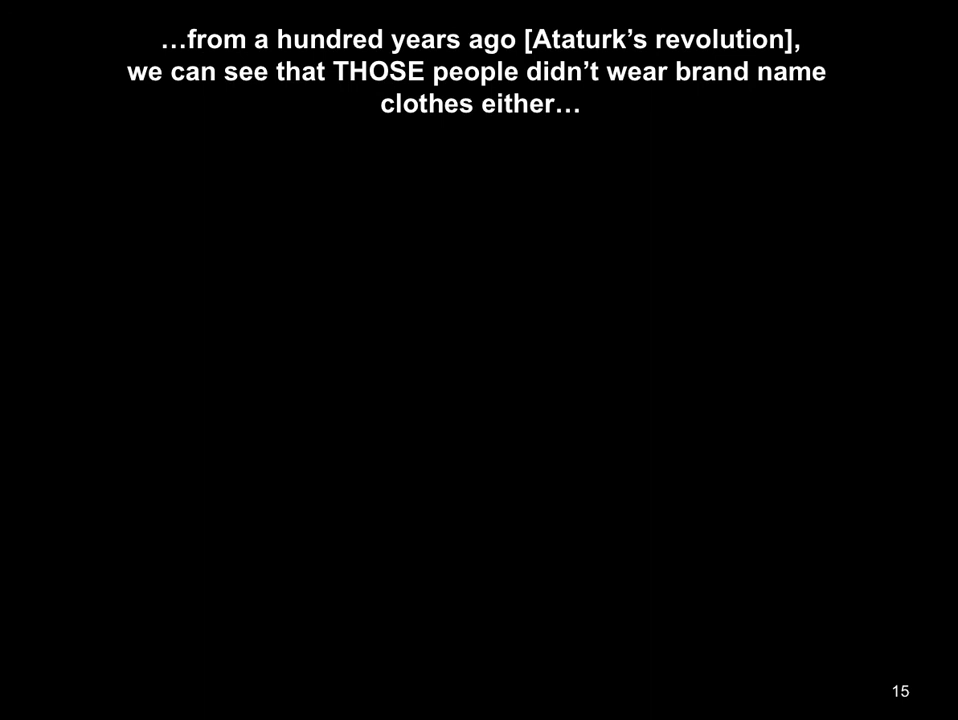 …from a hundred years ago [Ataturk’s revolution],
we can see that THOSE people didn’t wear brand name
clothes either…
15